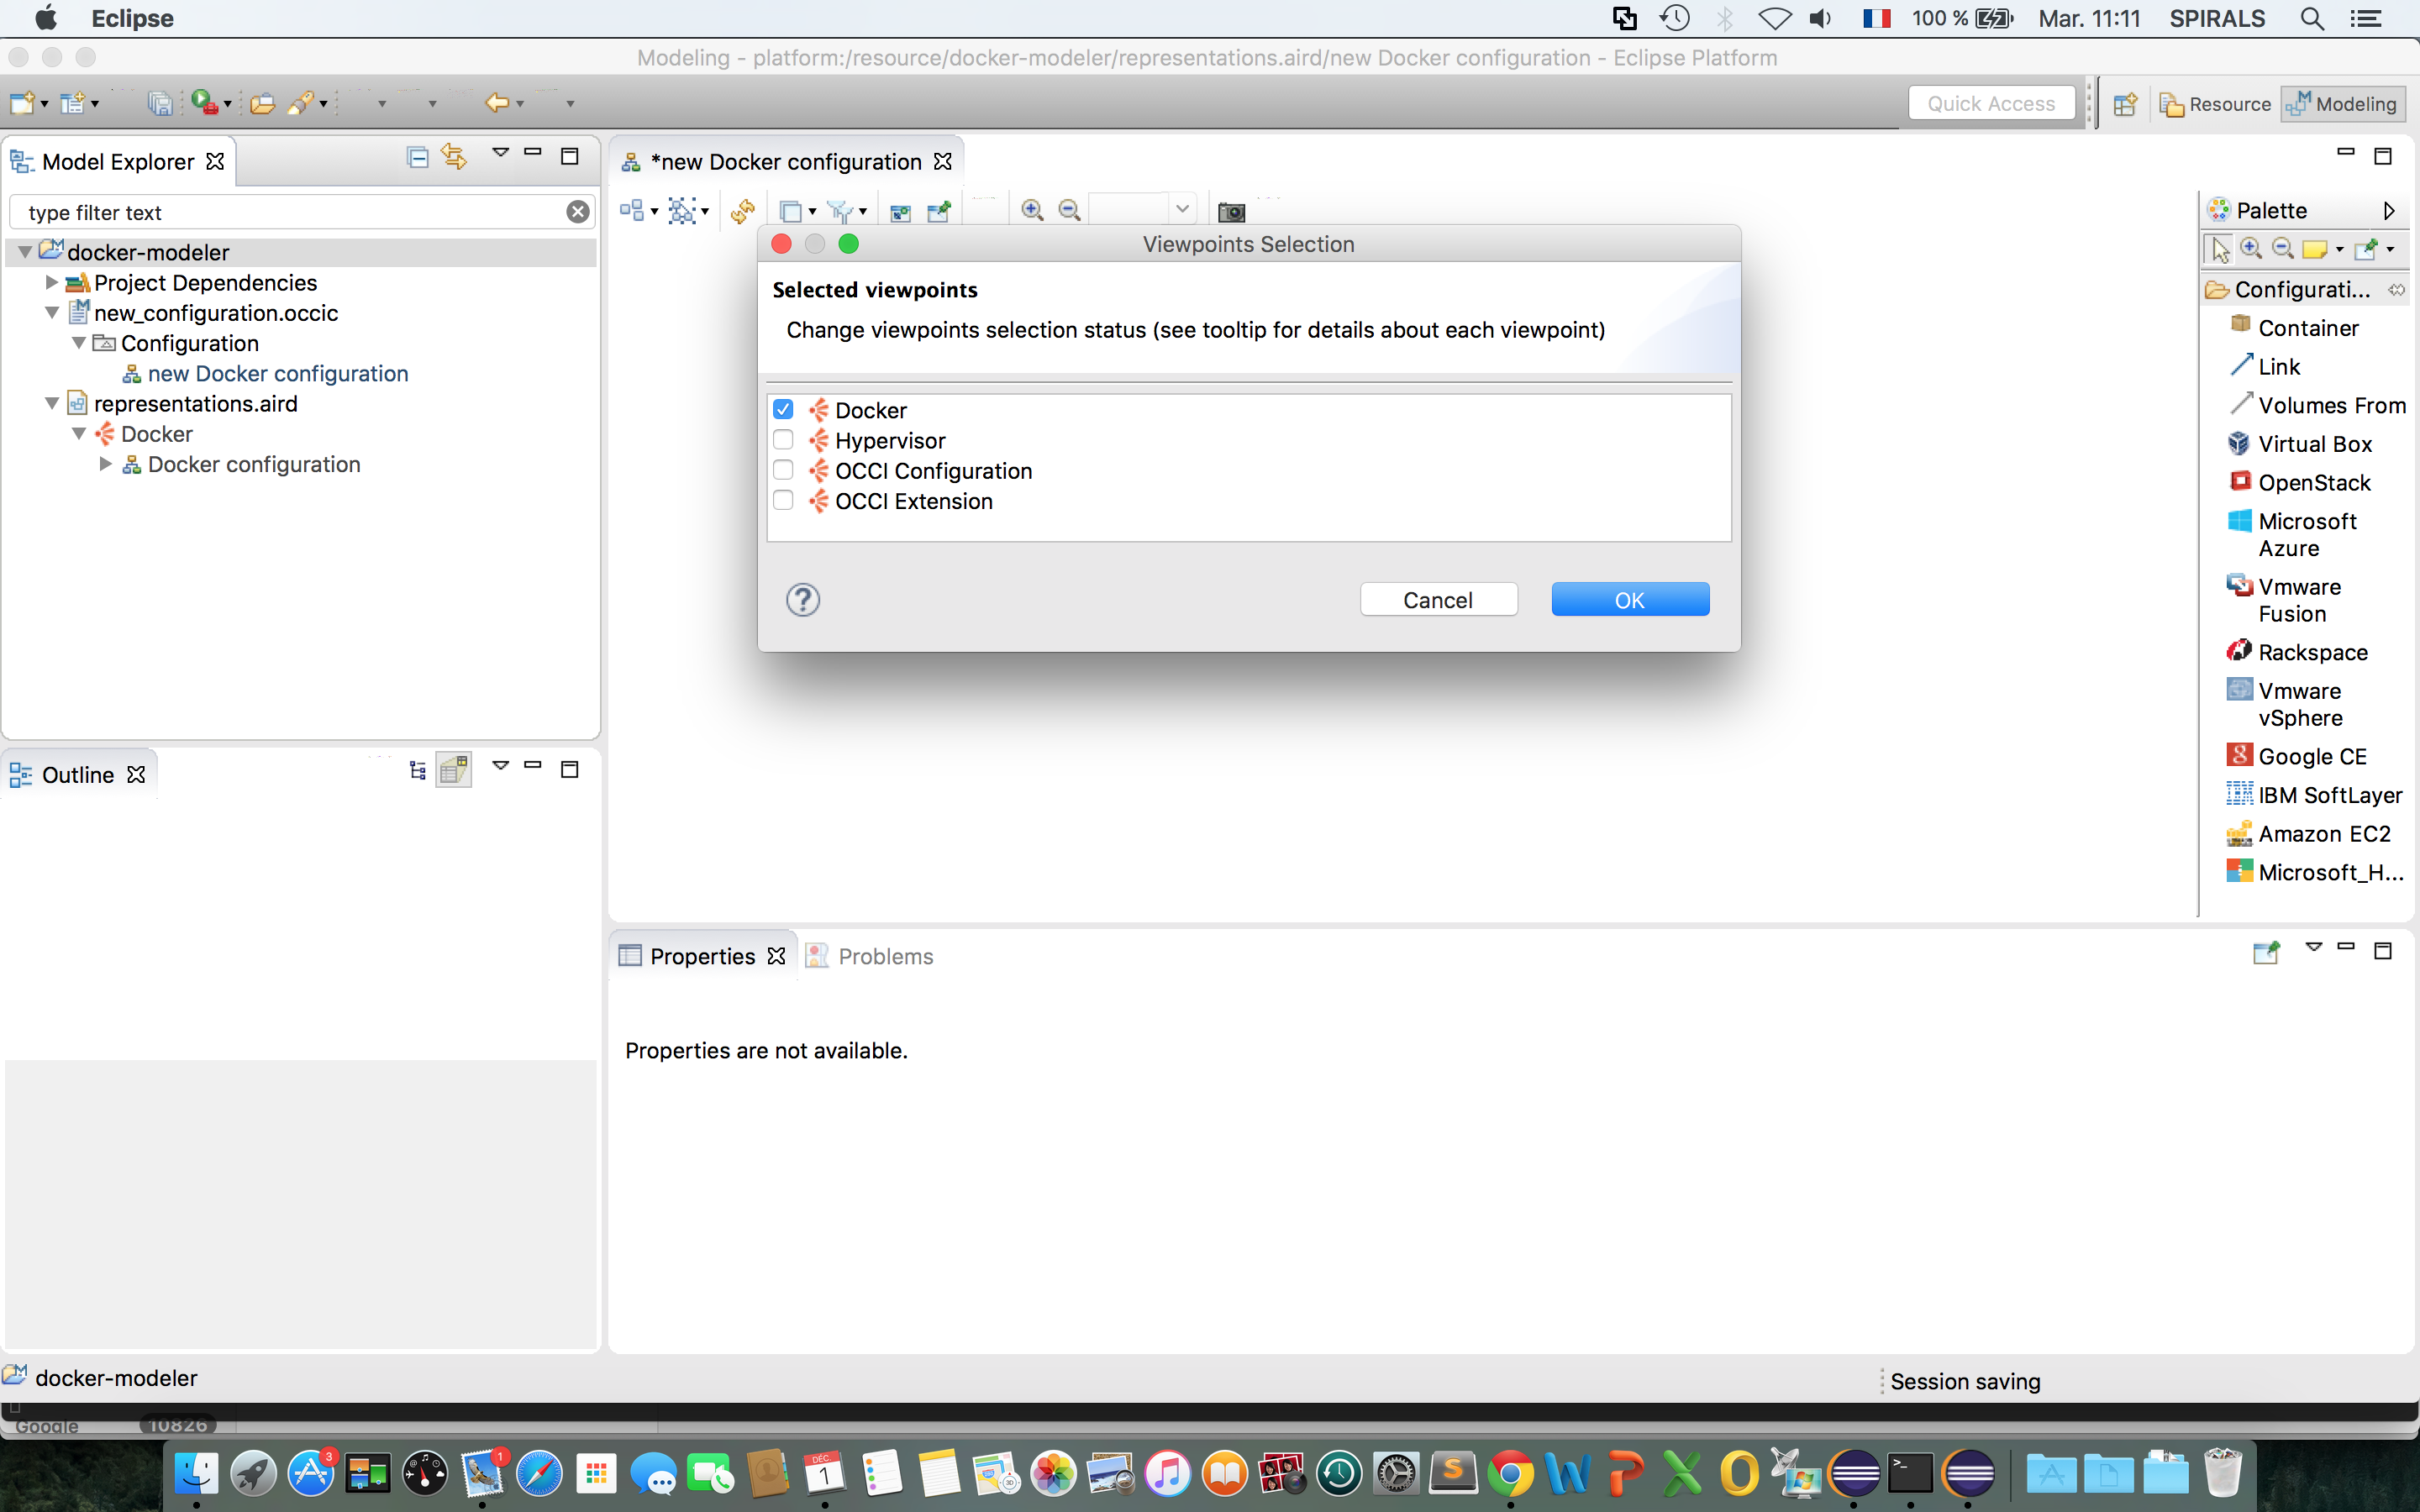 Eclipse
100 %
Mar. 11:11
SPIRALS
Modeling - platform:/resource/docker-modeler/representations.aird/new Docker configuration - Eclipse Platform
Quick Access
Resource
Modeling
Model Explorer
type filter text
docker-modeler
Project Dependencies
new_configuration.occic
Configuration
new Docker configuration
representations.aird
Docker
Docker configuration
*new Docker configuration
Viewpoints Selection
Selected viewpoints
Change viewpoints selection status (see tooltip for details about each viewpoint)
Docker
Hypervisor
OCCI Configuration
OCCI Extension
Cancel
OK
Palette
Configurati...
Container
Link
Volumes From
Virtual Box
OpenStack
Microsoft
Azure
Vmware
Fusion
Rackspace
Vmware
vSphere
Google CE
IBM SoftLayer
Amazon EC2
Microsoft_H...
Outline
Properties
Problems
Properties are not available.
docker-modeler
Session saving
Google
10826
3
1
DÉC.
1